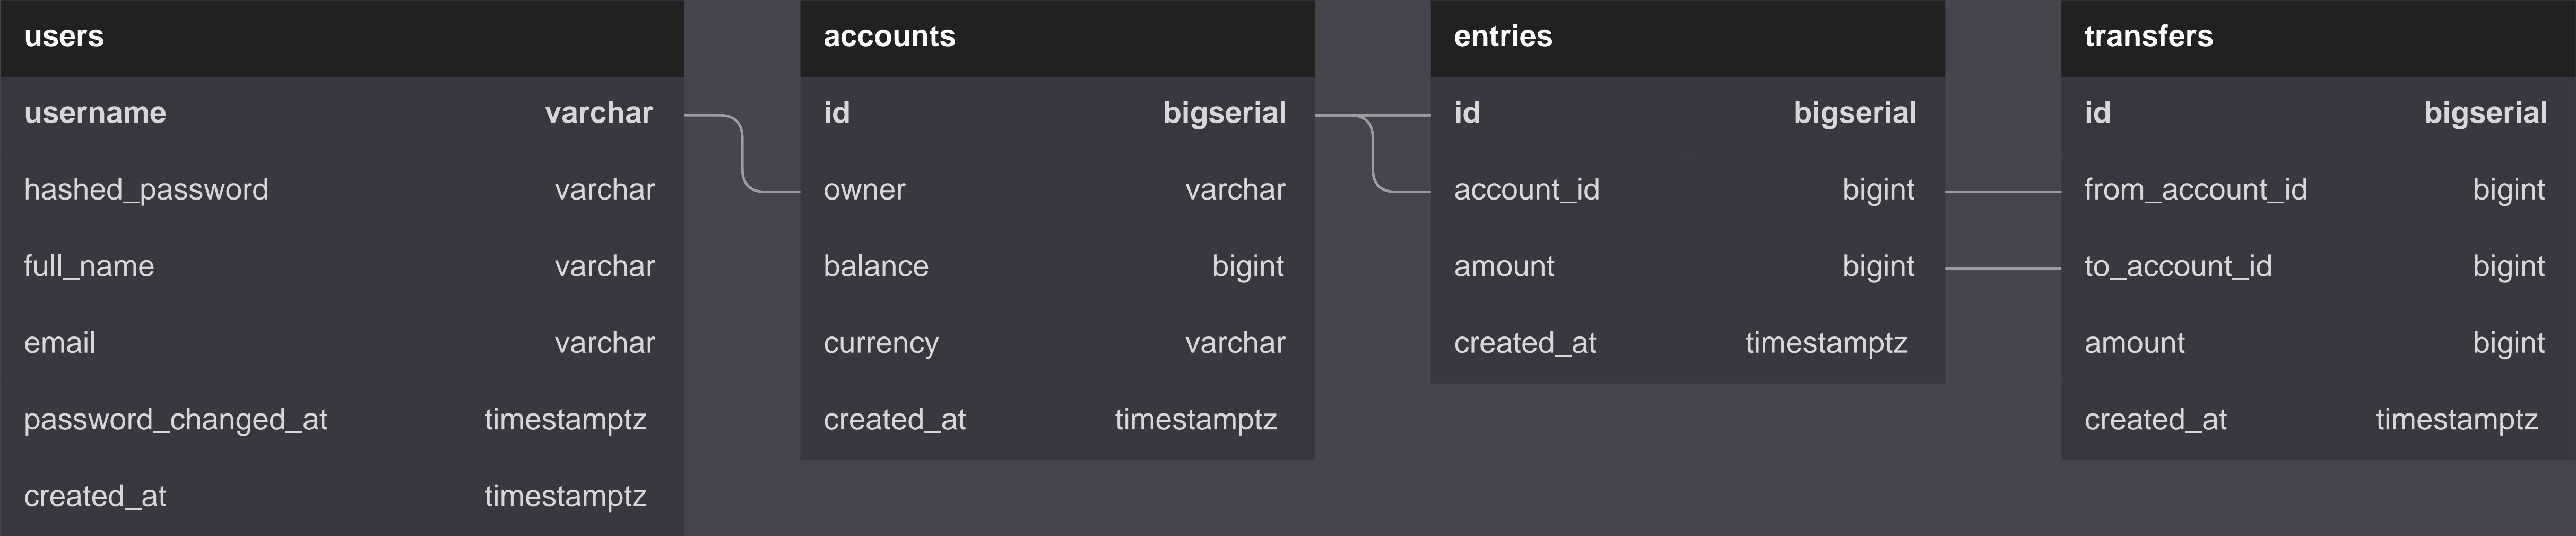 users
username varchar
hashed_password varchar
full_name varchar
email varchar
password_changed_at timestamptz
created_at timestamptz
accounts
id bigserial
owner varchar
balance bigint
currency varchar
created_at timestamptz
entries
id bigserial
account_id bigint
amount bigint
created_at timestamptz
transfers
id bigserial
from_account_id bigint
to_account_id bigint
amount bigint
created_at timestamptz